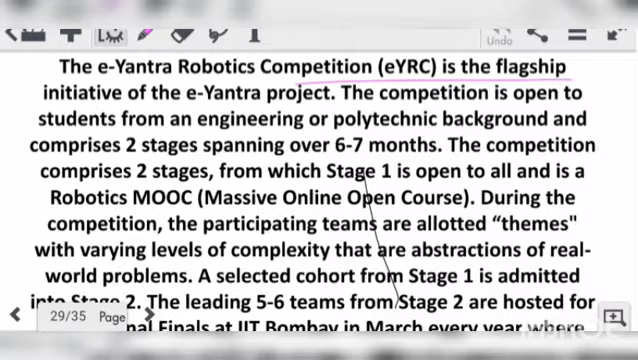 Undo
The e-Yantra Robotics Competition (eYRC) is the flagship
initiative of the e-Yantra project. The competition is open to
students from an engineering or polytechnic background and
comprises 2 stages spanning over 6-7 months. The competition
comprises 2 stages, from which Stage 1 is open to all and is a
Robotics MOOC (Massive Online Open Course). During the
competition, the participating teams are allotted “themes"
with varying levels of complexity that are abstractions of real-
world problems. A selected cohort from Stage 1 is admitted
into Stage 2. The leading 5-6 teams from Stage 2 are hosted for
Finals at IIT Bombay in March every year where
29/35 Page